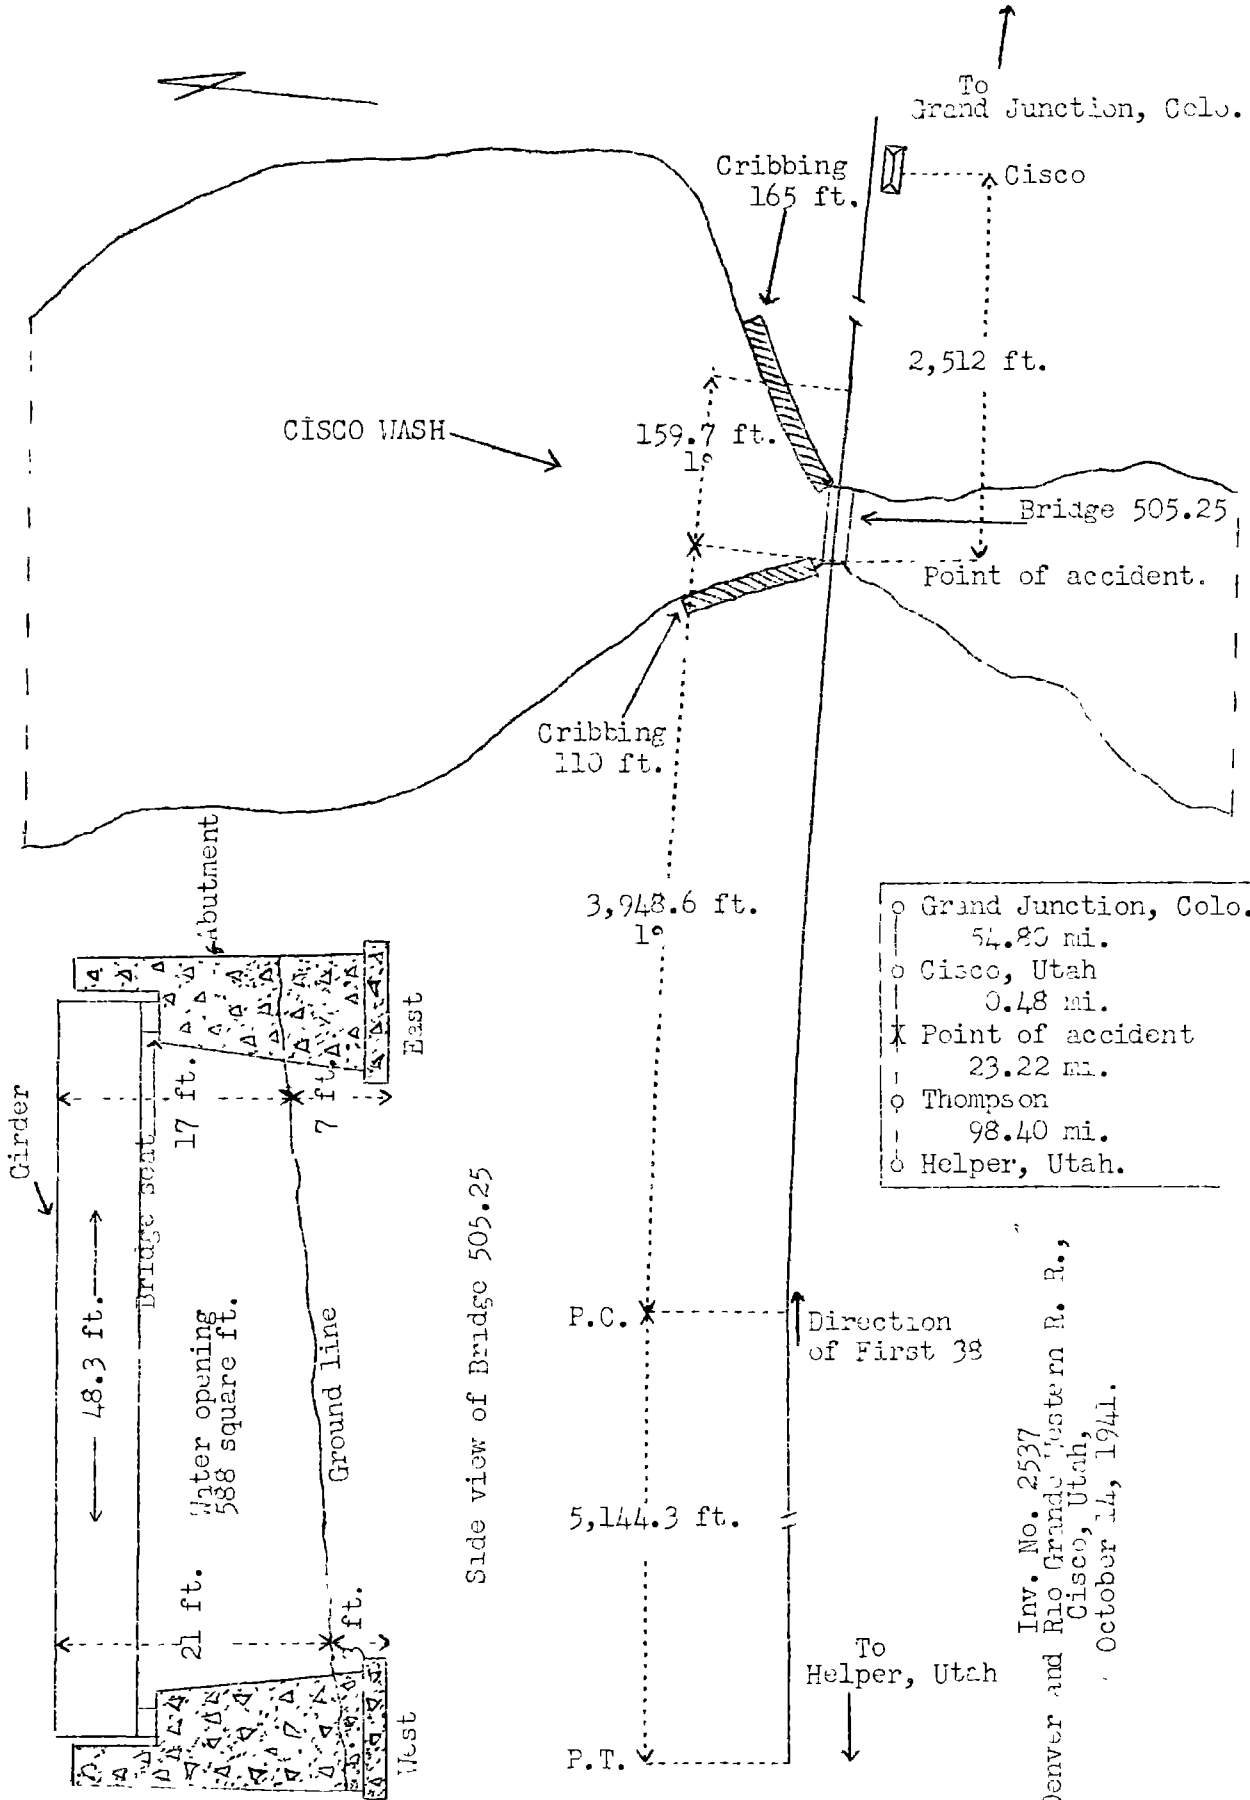 To
Grand Junction, Colo.
Cribbing
165 ft.
Cisco
2,512 ft.
CISCO WASH
159.7 ft.
1°
Bridge 505.25
Point of accident.
Cribbing
110 ft.
3,948.6 ft.
1°
Grand Junction, Colo.
54.80 mi.
Cisco, Utah
0.48 mi.
X Point of accident
23.22 mi.
Thompson
98.40 mi.
Helper, Utah.
P.C.
Direction
of First 38
5,144.3 ft.
To
Helper, Utah
P.T.
Abutment
East
Girder
17 ft.
7 ft.
Bridge seat
48.3 ft.
Water opening
588 square ft.
Ground line
21 ft.
3 ft.
West
Side view of Bridge 505.25
Inv. No. 2537
Denver and Rio Grande Western R. R.,
Cisco, Utah,
October 14, 1941.